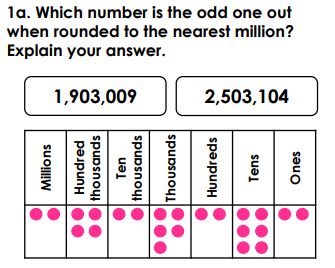 1a. Which number is the odd one out
when rounded to the nearest million?
Explain your answer.
1,903,009
2,503,104
Millions
Hundred
thousands
Ten
thousands
Thousands
Hundreds
Tens
Ones